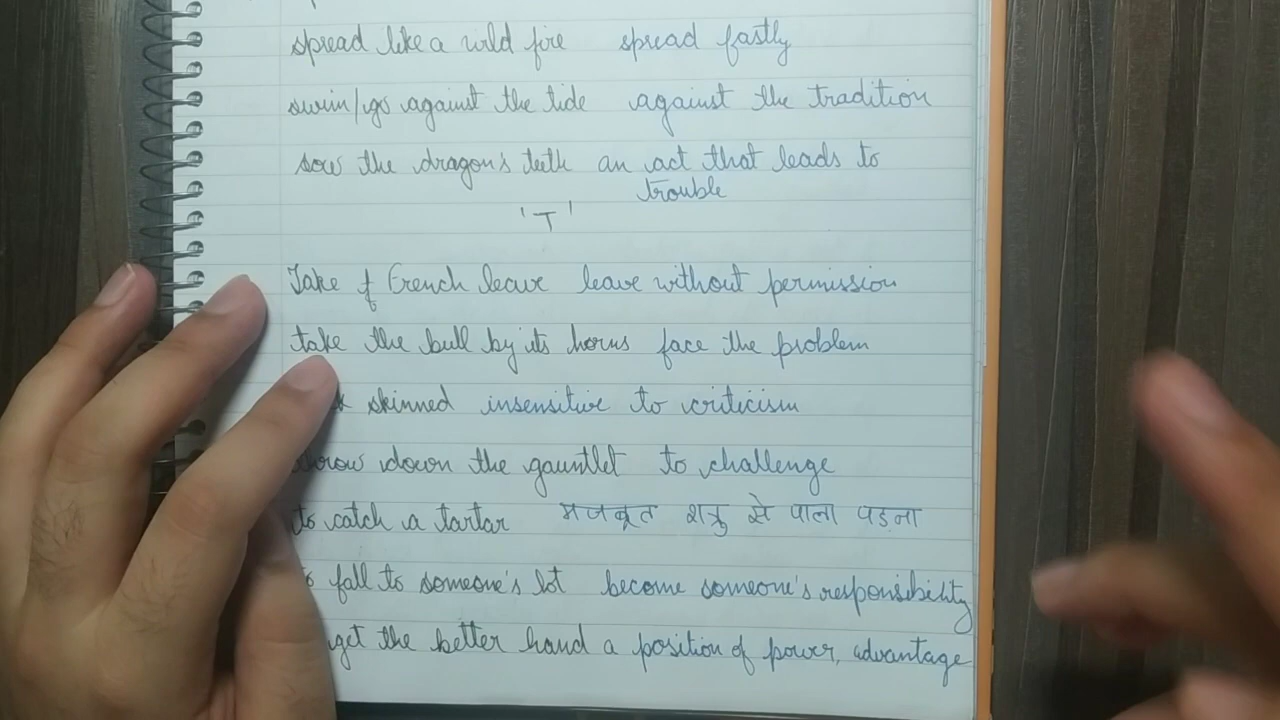 spread like a wild fire spread fastly
swim/go against the tide against the tradition
sow the dragon's teeth an act that leads to
trouble
'T'
Take f French leave leave without permission
take the bull by its horns face the problem
k skinned insensitive to criticism
throw down the gauntlet to challenge
to catch a tartar मजबूत शत्रु से पाला पड़ना
fall to someone's lot become someone's responsibility
get the better hand a position of power, advantage